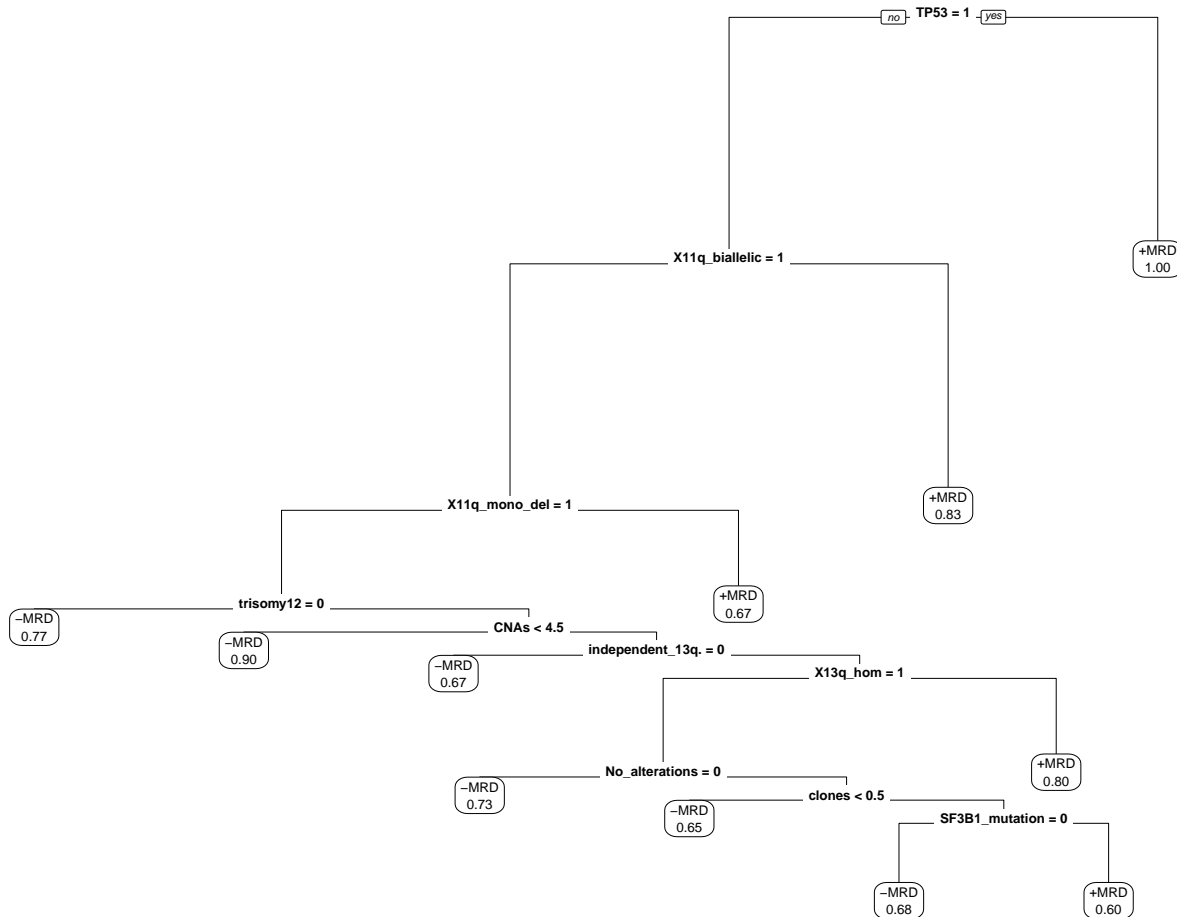 no TP53 = 1 yes
+MRD
1.00
X11q_biallelic = 1
+MRD
0.83
X11q_mono_del = 1
+MRD
0.67
trisomy12 = 0
−MRD
0.77
CNAs < 4.5
−MRD
0.90
independent_13q. = 0
−MRD
0.67
X13q_hom = 1
+MRD
0.80
No_alterations = 0
−MRD
0.73
clones < 0.5
−MRD
0.65
SF3B1_mutation = 0
−MRD
0.68
+MRD
0.60